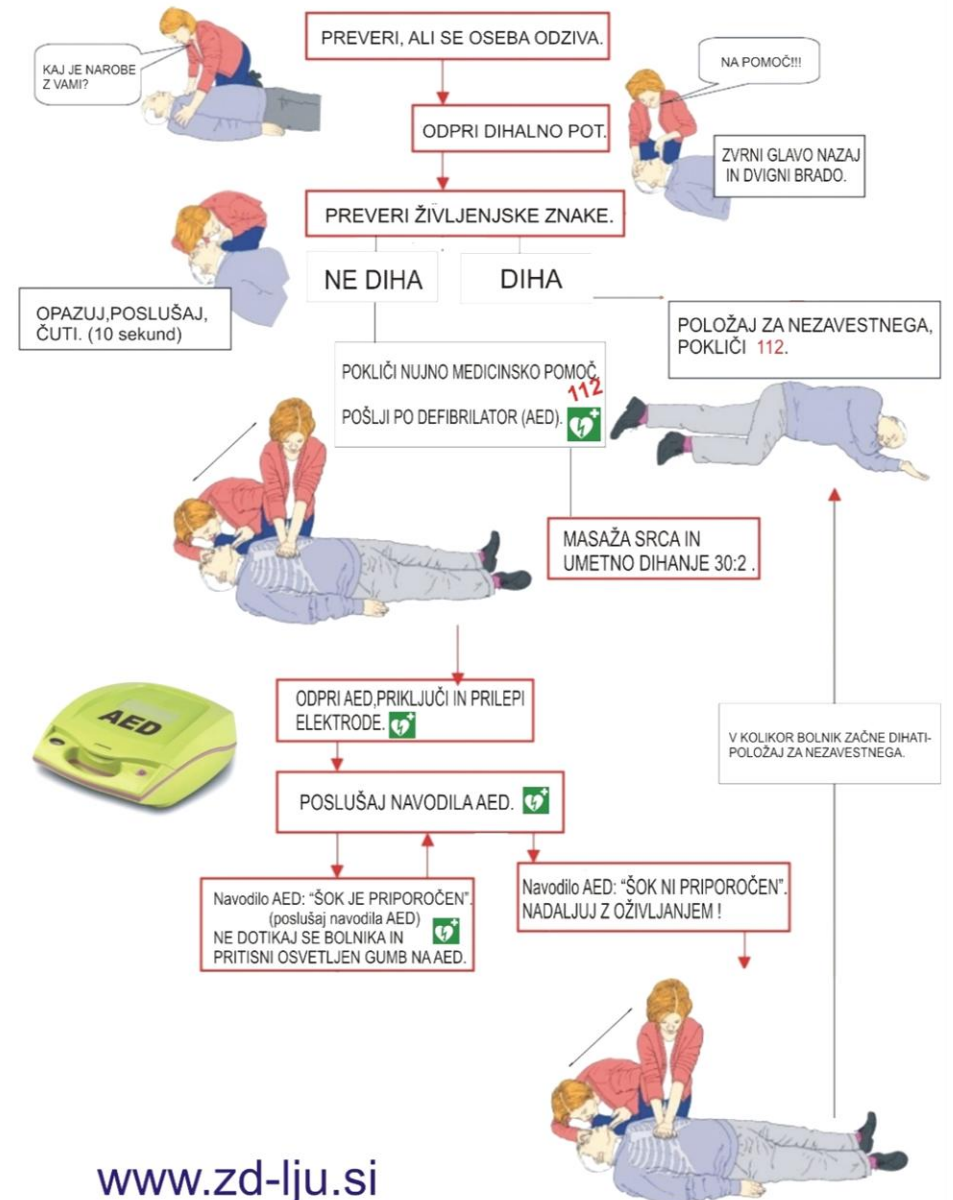 PREVERI, ALI SE OSEBA ODZIVA.
KAJ JE NAROBE
Z VAMI?
NA POMOČ!!!
ODPRI DIHALNO POT.
ZVRNI GLAVO NAZAJ
IN DVIGNI BRADO.
PREVERI ŽIVLJENJSKE ZNAKE.
NE DIHA
DIHA
OPAZUJ,POSLUŠAJ,
ČUTI. (10 sekund)
POLOŽAJ ZA NEZAVESTNEGA,
POKLIČI 112.
POKLIČI NUJNO MEDICINSKO POMOČ
112
POŠLJI PO DEFIBRILATOR (AED).
MASAŽA SRCA IN
UMETNO DIHANJE 30:2 .
ODPRI AED,PRIKLJUČI IN PRILEPI
ELEKTRODE.
AED
V KOLIKOR BOLNIK ZAČNE DIHATI-
POLOŽAJ ZA NEZAVESTNEGA.
POSLUŠAJ NAVODILA AED.
Navodilo AED: “ŠOK JE PRIPOROČEN”.
(poslušaj navodila AED)
NE DOTIKAJ SE BOLNIKA IN
PRITISNI OSVETLJEN GUMB NA AED.
Navodilo AED: “ŠOK NI PRIPOROČEN”.
NADALJUJ Z OŽIVLJANJEM !
www.zd-lju.si